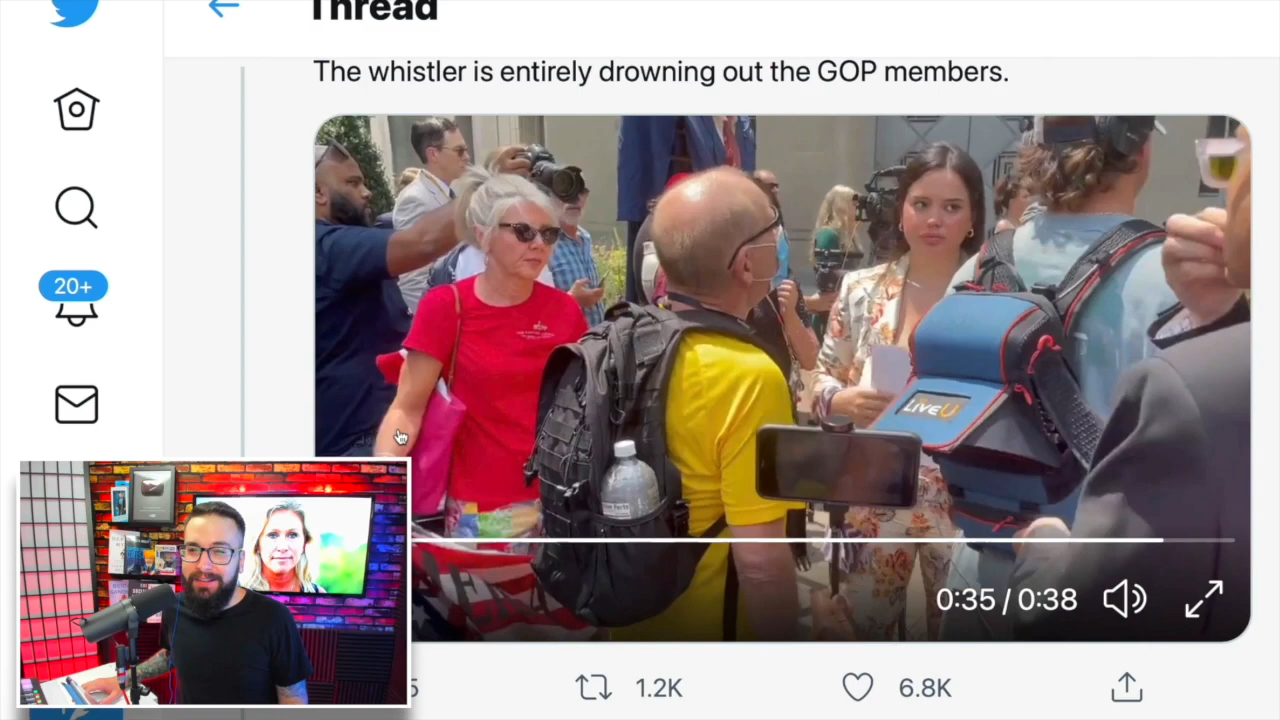 Thread
The whistler is entirely drowning out the GOP members.
20+
LiveU
0:35 / 0:38
1.2K
6.8K